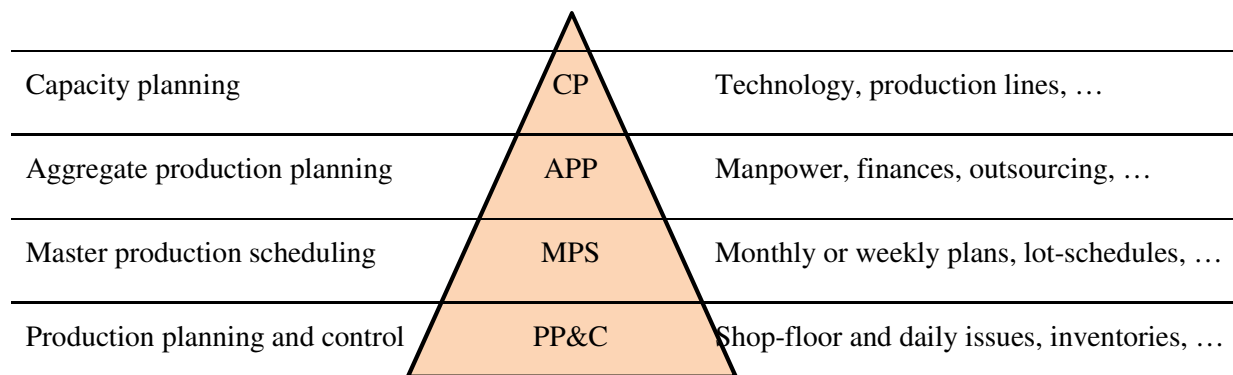 Capacity planning CP Technology, production lines, …
Aggregate production planning APP Manpower, finances, outsourcing, …
Master production scheduling MPS Monthly or weekly plans, lot-schedules, …
Production planning and control PP&C Shop-floor and daily issues, inventories, …